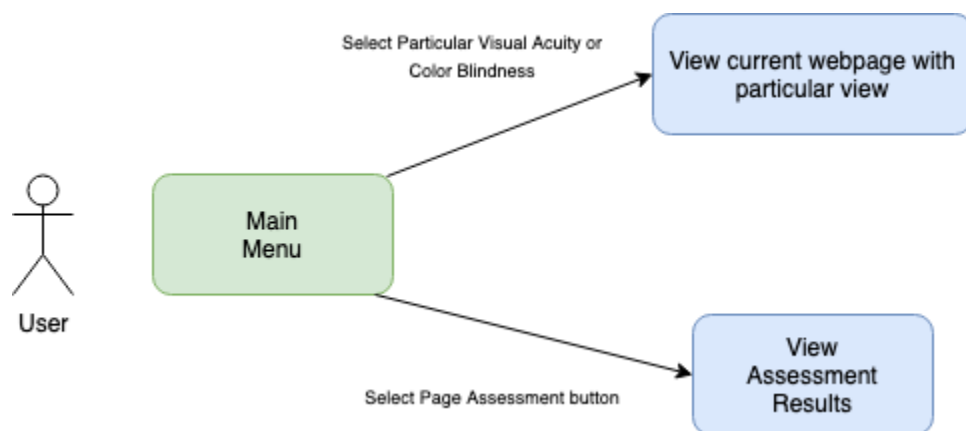 Select Particular Visual Acuity or
Color Blindness
View current webpage with
particular view
Main
Menu
User
View
Assessment
Results
Select Page Assessment button